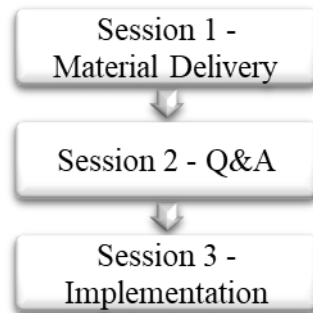 Session 1 -
Material Delivery
Session 2 - Q&A
Session 3 -
Implementation